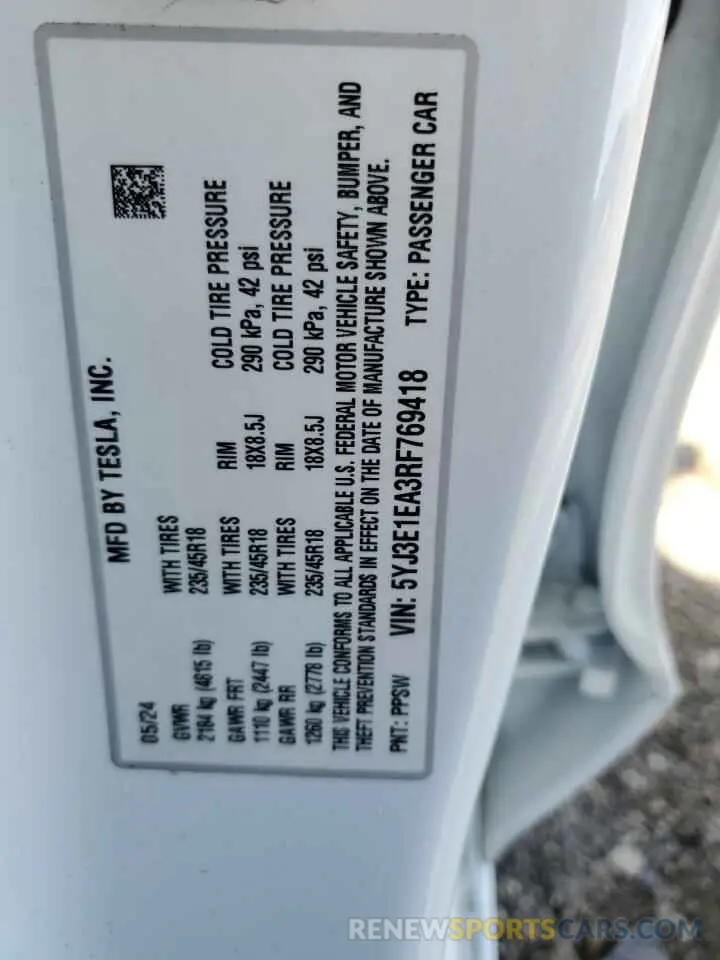 MFD BY TESLA, INC.
05/24
GVWR WITH TIRES
2184 kg (4815 lb) 235/45R18
GAWR FRT WITH TIRES RIM COLD TIRE PRESSURE
1110 kg (2447 lb) 235/45R18 18X8.5J 290 kPa, 42 psi
GAWR RR WITH TIRES RIM COLD TIRE PRESSURE
1260 kg (2778 lb) 235/45R18 18X8.5J 290 kPa, 42 psi
THIS VEHICLE CONFORMS TO ALL APPLICABLE U.S. FEDERAL MOTOR VEHICLE SAFETY, BUMPER, AND
THEFT PREVENTION STANDARDS IN EFFECT ON THE DATE OF MANUFACTURE SHOWN ABOVE.
PNT: PPSW VIN: 5YJ3E1EA3RF769418 TYPE: PASSENGER CAR
RENEWSPORTSCARS.COM